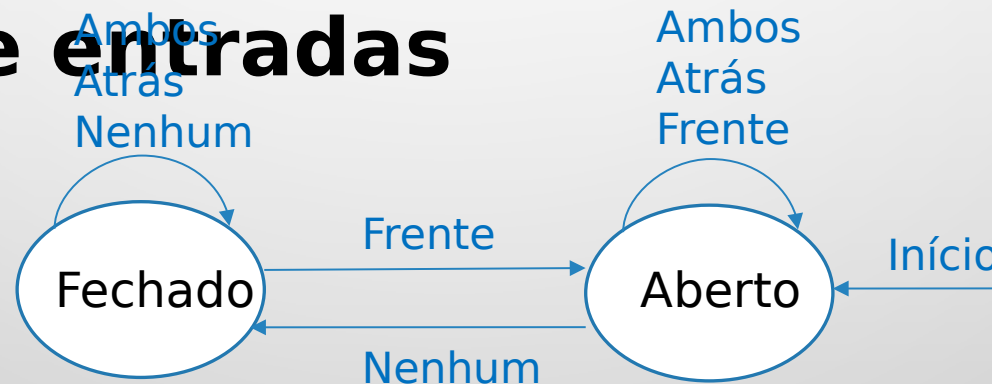 e entradas
Ambos
Atrás
Nenhum
Ambos
Atrás
Frente
Frente
Início
Fechado
Aberto
Nenhum